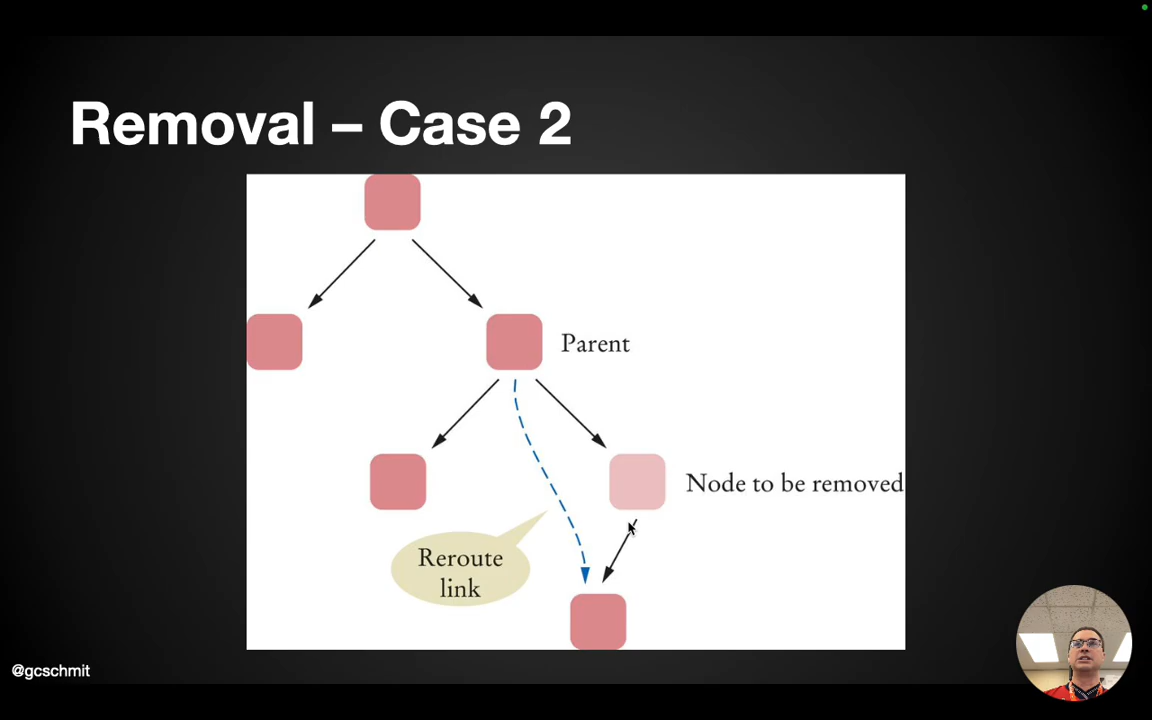 Removal – Case 2
Parent
Node to be removed
Reroute
link
@gcschmit